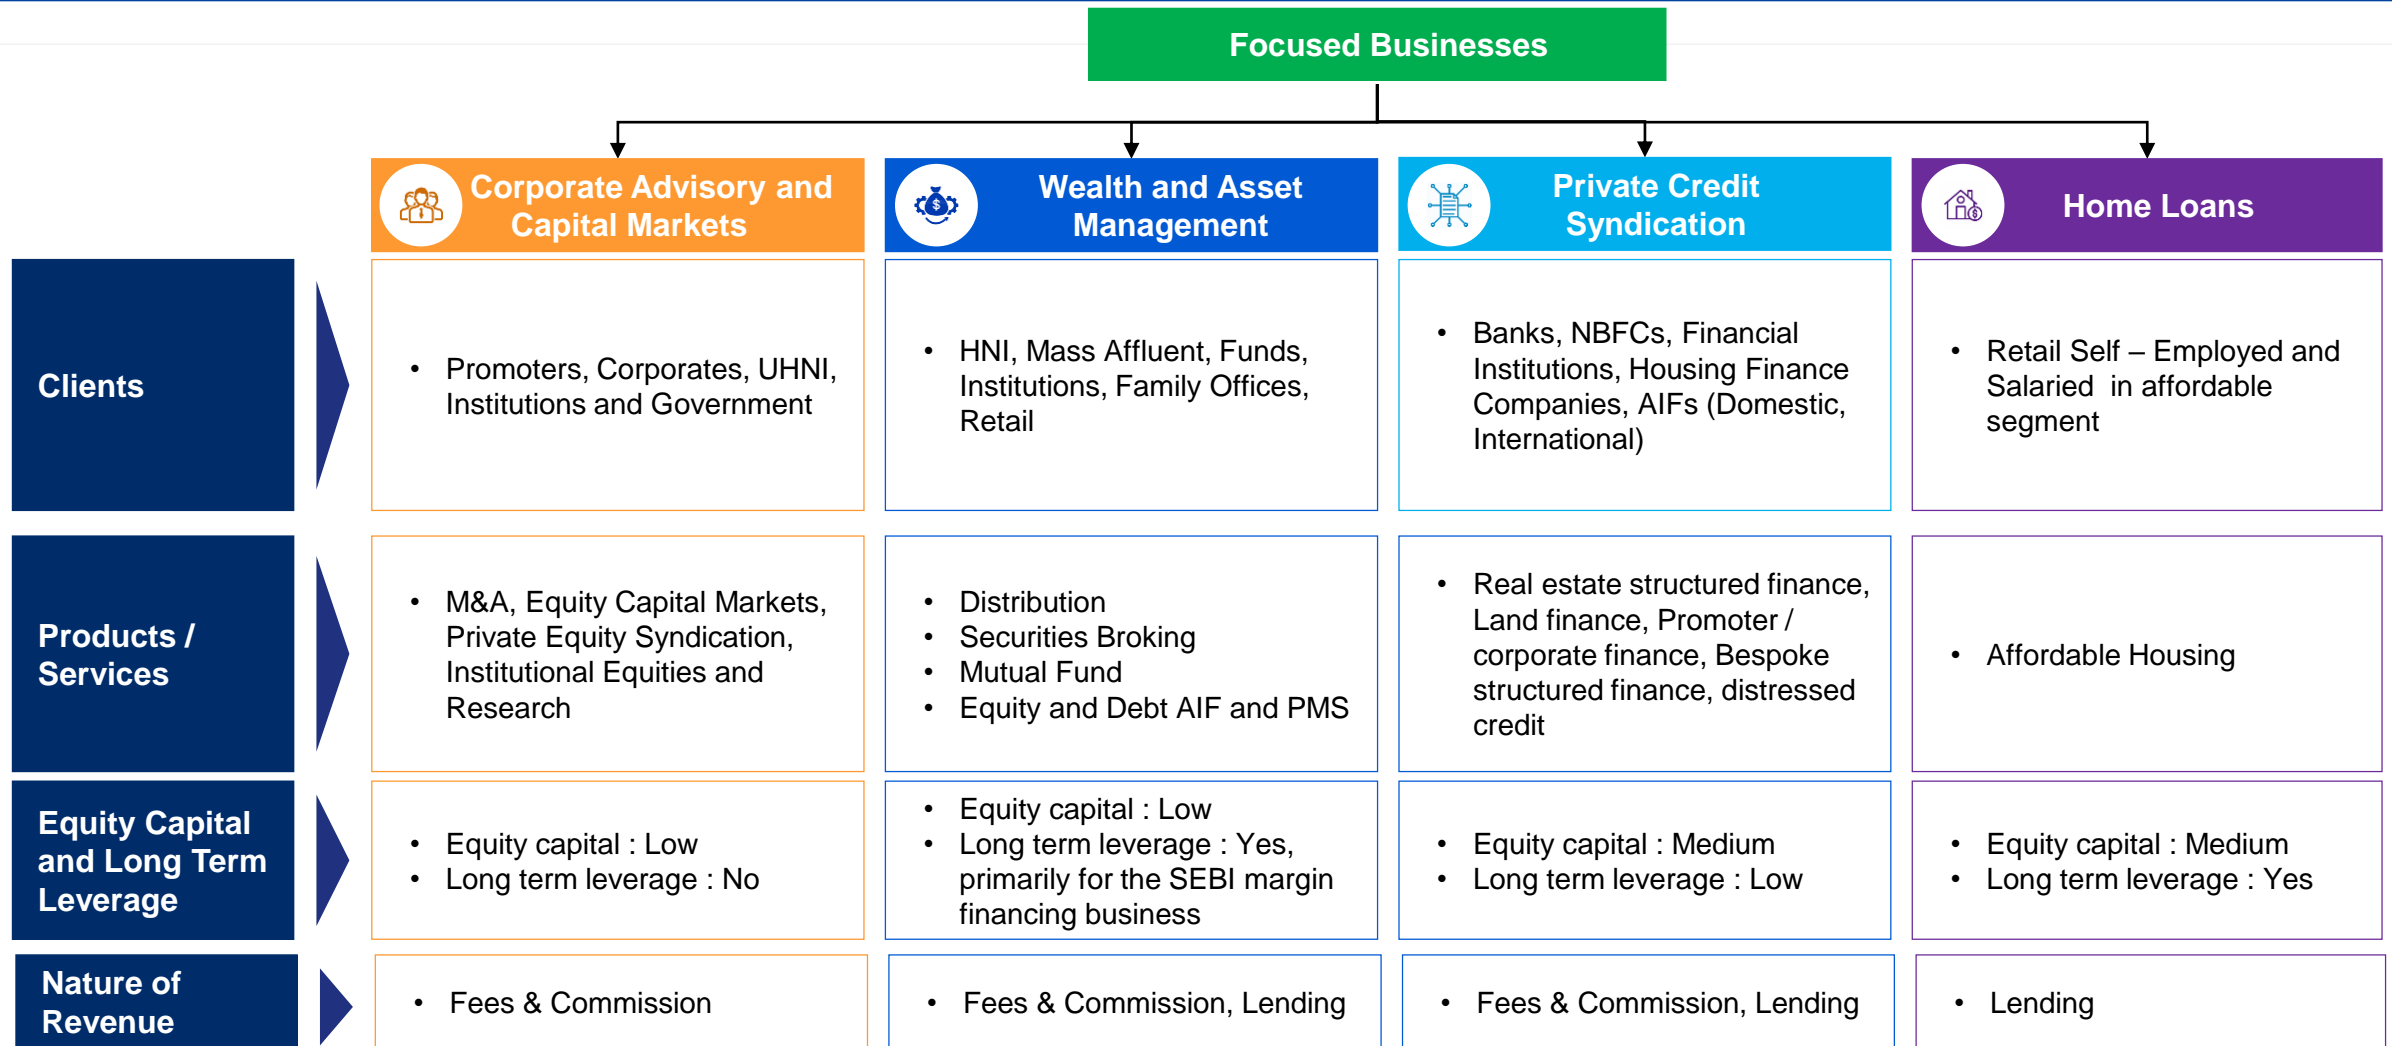 Focused Businesses
Corporate Advisory and
Capital Markets
Wealth and Asset
Management
Private Credit
Syndication
Home Loans
Clients
• Promoters, Corporates, UHNI,
Institutions and Government
• HNI, Mass Affluent, Funds,
Institutions, Family Offices,
Retail
• Banks, NBFCs, Financial
Institutions, Housing Finance
Companies, AIFs (Domestic,
International)
• Retail Self – Employed and
Salaried in affordable
segment
Products /
Services
• M&A, Equity Capital Markets,
Private Equity Syndication,
Institutional Equities and
Research
• Distribution
• Securities Broking
• Mutual Fund
• Equity and Debt AIF and PMS
• Real estate structured finance,
Land finance, Promoter /
corporate finance, Bespoke
structured finance, distressed
credit
• Affordable Housing
Equity Capital
and Long Term
Leverage
• Equity capital : Low
• Long term leverage : No
• Equity capital : Low
• Long term leverage : Yes,
primarily for the SEBI margin
financing business
• Equity capital : Medium
• Long term leverage : Low
• Equity capital : Medium
• Long term leverage : Yes
Nature of
Revenue
• Fees & Commission
• Fees & Commission, Lending
• Fees & Commission, Lending
• Lending